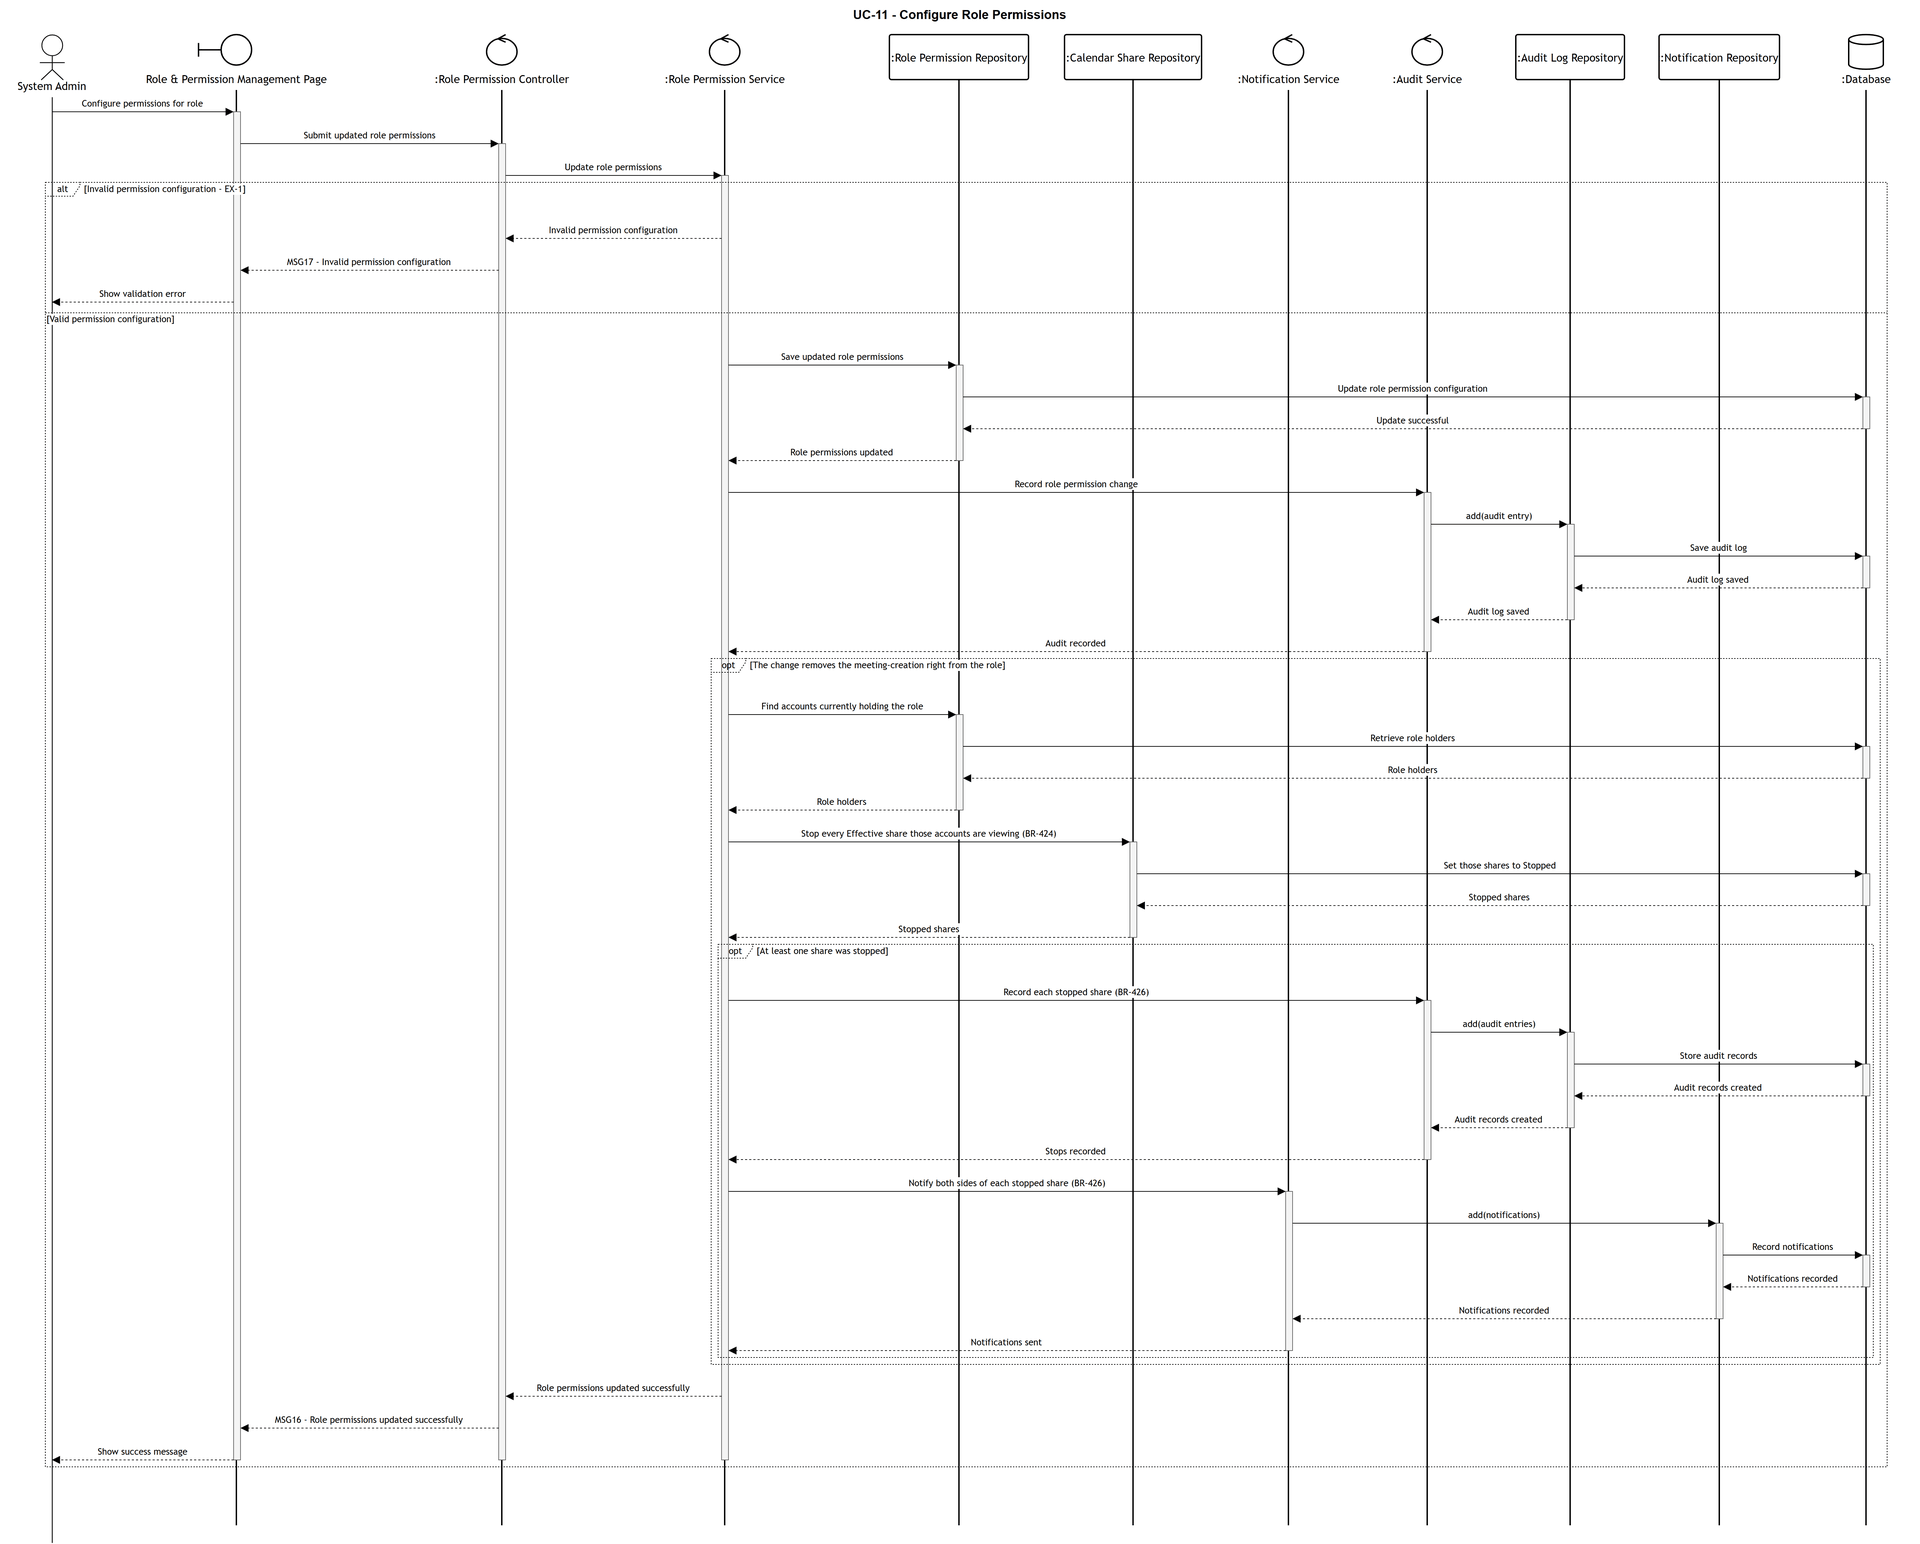 UC-11 - Configure Role Permissions
System Admin
Role & Permission Management Page
:Role Permission Controller
:Role Permission Service
:Role Permission Repository
:Calendar Share Repository
:Notification Service
:Audit Service
:Audit Log Repository
:Notification Repository
:Database
Configure permissions for role
Submit updated role permissions
Update role permissions
alt
[Invalid permission configuration - EX-1]
Invalid permission configuration
MSG17 - Invalid permission configuration
Show validation error
[Valid permission configuration]
Save updated role permissions
Update role permission configuration
Update successful
Role permissions updated
Record role permission change
add(audit entry)
Save audit log
Audit log saved
Audit log saved
Audit recorded
opt
[The change removes the meeting-creation right from the role]
Find accounts currently holding the role
Retrieve role holders
Role holders
Role holders
Stop every Effective share those accounts are viewing (BR-424)
Set those shares to Stopped
Stopped shares
Stopped shares
opt
[At least one share was stopped]
Record each stopped share (BR-426)
add(audit entries)
Store audit records
Audit records created
Audit records created
Stops recorded
Notify both sides of each stopped share (BR-426)
add(notifications)
Record notifications
Notifications recorded
Notifications recorded
Notifications sent
Role permissions updated successfully
MSG16 - Role permissions updated successfully
Show success message